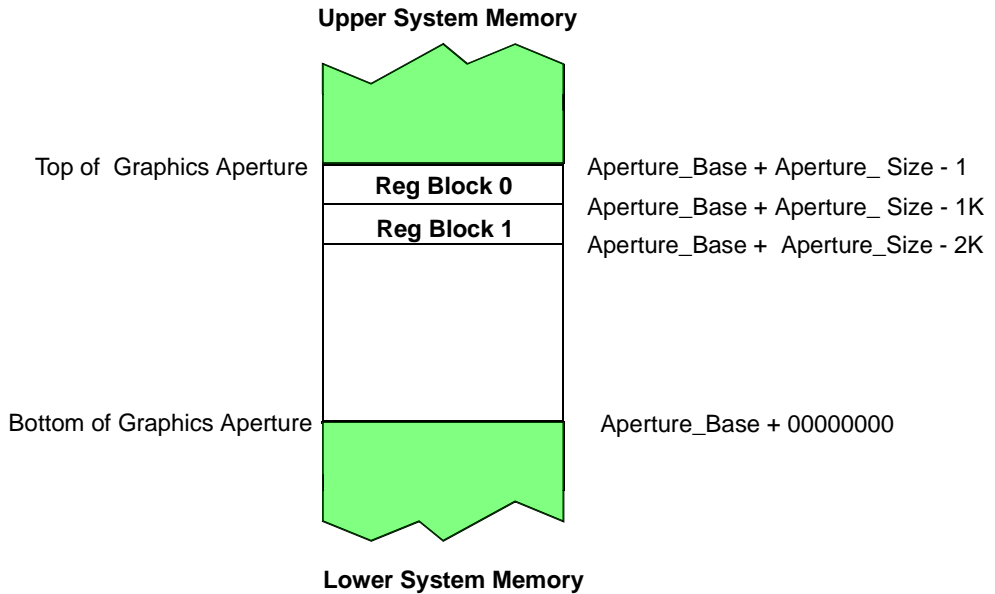 Upper System Memory
Top of Graphics Aperture
Aperture_Base + Aperture_ Size - 1
Reg Block 0
Aperture_Base + Aperture_ Size - 1K
Reg Block 1
Aperture_Base + Aperture_Size - 2K
Bottom of Graphics Aperture
Aperture_Base + 00000000
Lower System Memory